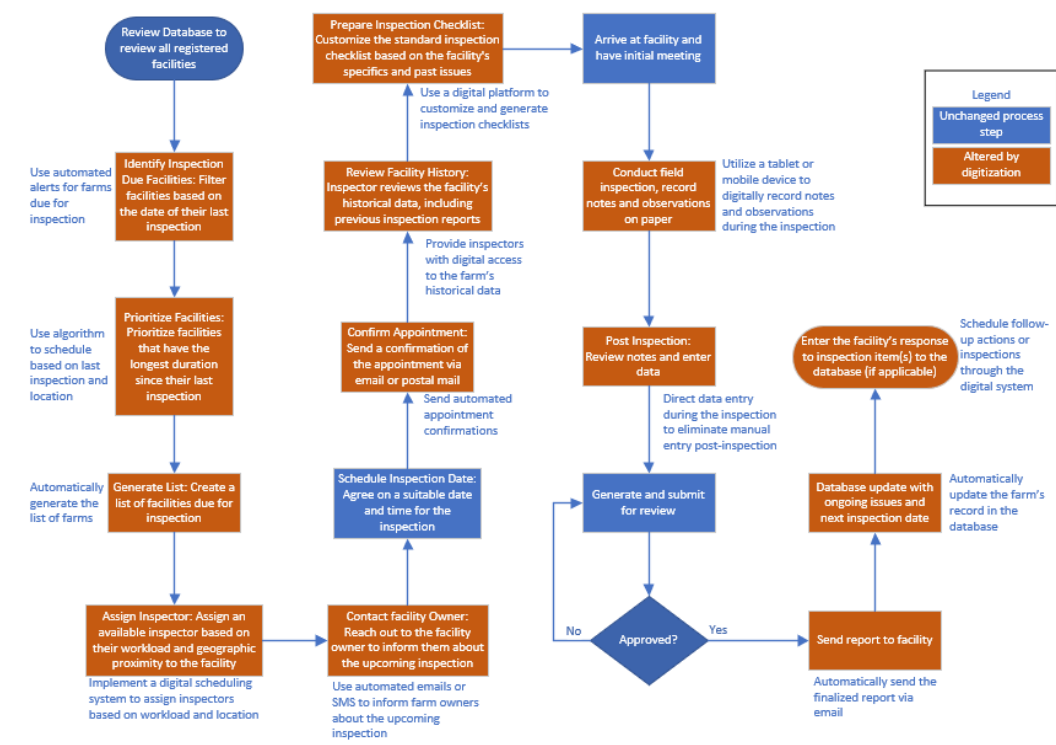 Review Database to
review all registered
facilities
Use automated
alerts for farms
due for
inspection
Identify Inspection
Due Facilities: Filter
facilities based on
the date of their last
inspection
Use algorithm
to schedule
based on last
inspection and
location
Prioritize Facilities:
Prioritize facilities
that have the
longest duration
since their last
inspection
Automatically
generate the
list of farms
Generate List: Create a
list of facilities due for
inspection
Assign Inspector: Assign an
available inspector based on
their workload and geographic
proximity to the facility
Implement a digital scheduling
system to assign inspectors
based on workload and location
Contact facility Owner:
Reach out to the facility
owner to inform them about
the upcoming inspection
Use automated emails or
SMS to inform farm owners
about the upcoming
inspection
Schedule Inspection Date:
Agree on a suitable date
and time for the
inspection
Send automated
appointment
confirmations
Confirm Appointment:
Send a confirmation of
the appointment via
email or postal mail
Provide inspectors
with digital access
to the farm's
historical data
Review Facility History:
Inspector reviews the facility's
historical data, including
previous inspection reports
Use a digital platform to
customize and generate
inspection checklists
Prepare Inspection Checklist:
Customize the standard inspection
checklist based on the facility's
specifics and past issues
Arrive at facility and
have initial meeting
Conduct field
inspection, record
notes and observations
on paper
Utilize a tablet or
mobile device to
digitally record notes
and observations
during the inspection
Post Inspection:
Review notes and enter
data
Direct data entry
during the inspection
to eliminate manual
entry post-inspection
Generate and submit
for review
Approved?
No
Yes
Send report to facility
Automatically send the
finalized report via
email
Database update with
ongoing issues and
next inspection date
Automatically
update the farm's
record in the
database
Enter the facility's response
to inspection item(s) to the
database (if applicable)
Schedule follow-
up actions or
inspections
through the
digital system
Legend
Unchanged process
step
Altered by
digitization